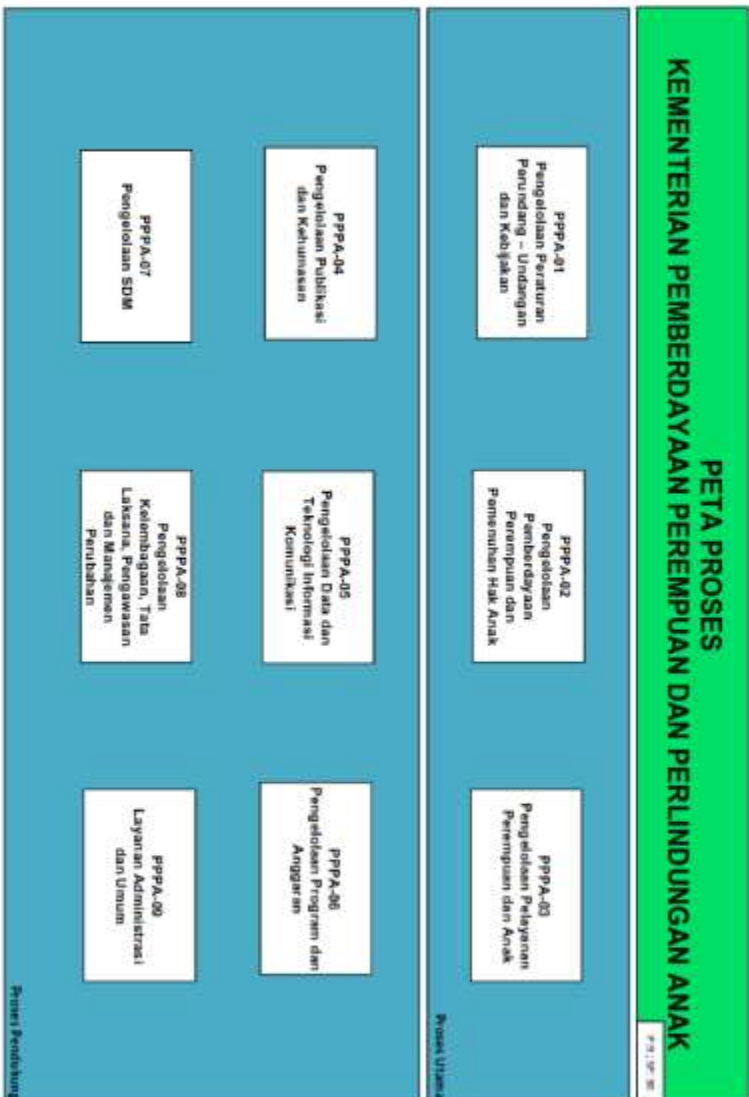 PETA PROSES
KEMENTERIAN PEMBERDAYAAN PEREMPUAN DAN PERLINDUNGAN ANAK
PPPA-01
Pengelolaan Peraturan
Perundang – Undangan
dan Kebijakan
PPPA-02
Pengelolaan
Pemberdayaan
Perempuan dan
Pemenuhan Hak Anak
PPPA-03
Pengelolaan Pelayanan
Perempuan dan Anak
Proses Utama
PPPA-04
Pengelolaan Publikasi
dan Kehumasan
PPPA-05
Pengelolaan Data dan
Teknologi Informasi
Komunikasi
PPPA-06
Pengelolaan Program dan
Anggaran
PPPA-07
Pengelolaan SDM
PPPA-08
Pengelolaan
Kelembagaan, Tata
Laksana, Pengawasan
dan Manajemen
Perubahan
PPPA-09
Layanan Administrasi
dan Umum
Proses Pendukung